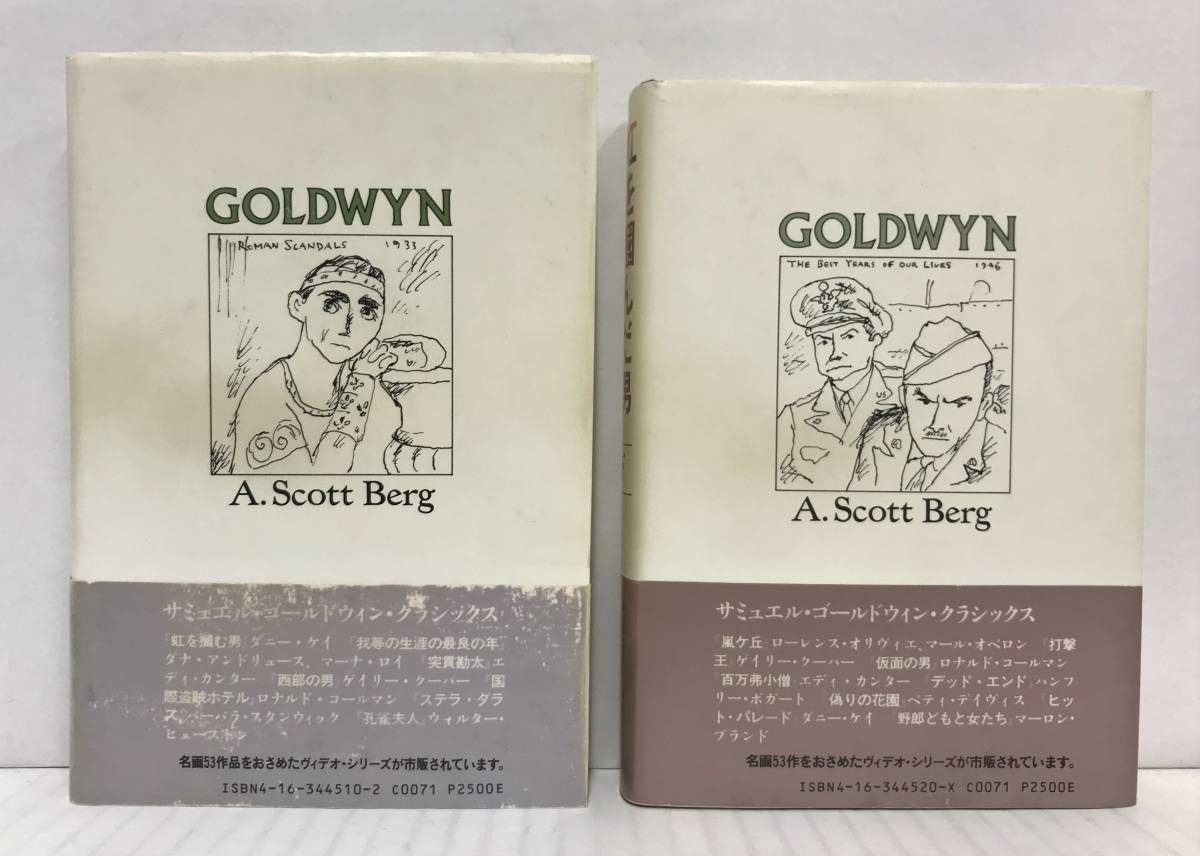 GOLDWYN
ROMAN SCANDALS 1933
A. Scott Berg
サミュエル・ゴールドウィン・クラシックス
『虹を摑む男』ダニー・ケイ 『我等の生涯の最良の年』
ダナ・アンドリュース、マーナ・ロイ 『突貫勘太』エ
ディ・カンター 『西部の男』ゲイリー・クーパー 『国
際盗賊ホテル』ロナルド・コールマン 『ステラ・ダラ
ス』バーバラ・スタンウィック 『孔雀夫人』ウォルター・
ヒューストン
名画53作品をおさめたヴィデオ・シリーズが市販されています。
ISBN4-16-344510-2 C0071 P2500E
GOLDWYN
THE BEST YEARS OF OUR LIVES 1946
US
A. Scott Berg
サミュエル・ゴールドウィン・クラシックス
『嵐ケ丘』ローレンス・オリヴィエ、マール・オベロン 『打撃
王』ゲイリー・クーパー 『仮面の男』ロナルド・コールマン
『百万弗小僧』エディ・カンター 『デッド・エンド』ハンフ
リー・ボガート 『偽りの花園』ベティ・デイヴィス 『ヒッ
ト・パレード』ダニー・ケイ 『野郎どもと女たち』マーロン・
ブランド
名画53作をおさめたヴィデオ・シリーズが市販されています。
ISBN4-16-344520-X C0071 P2500E